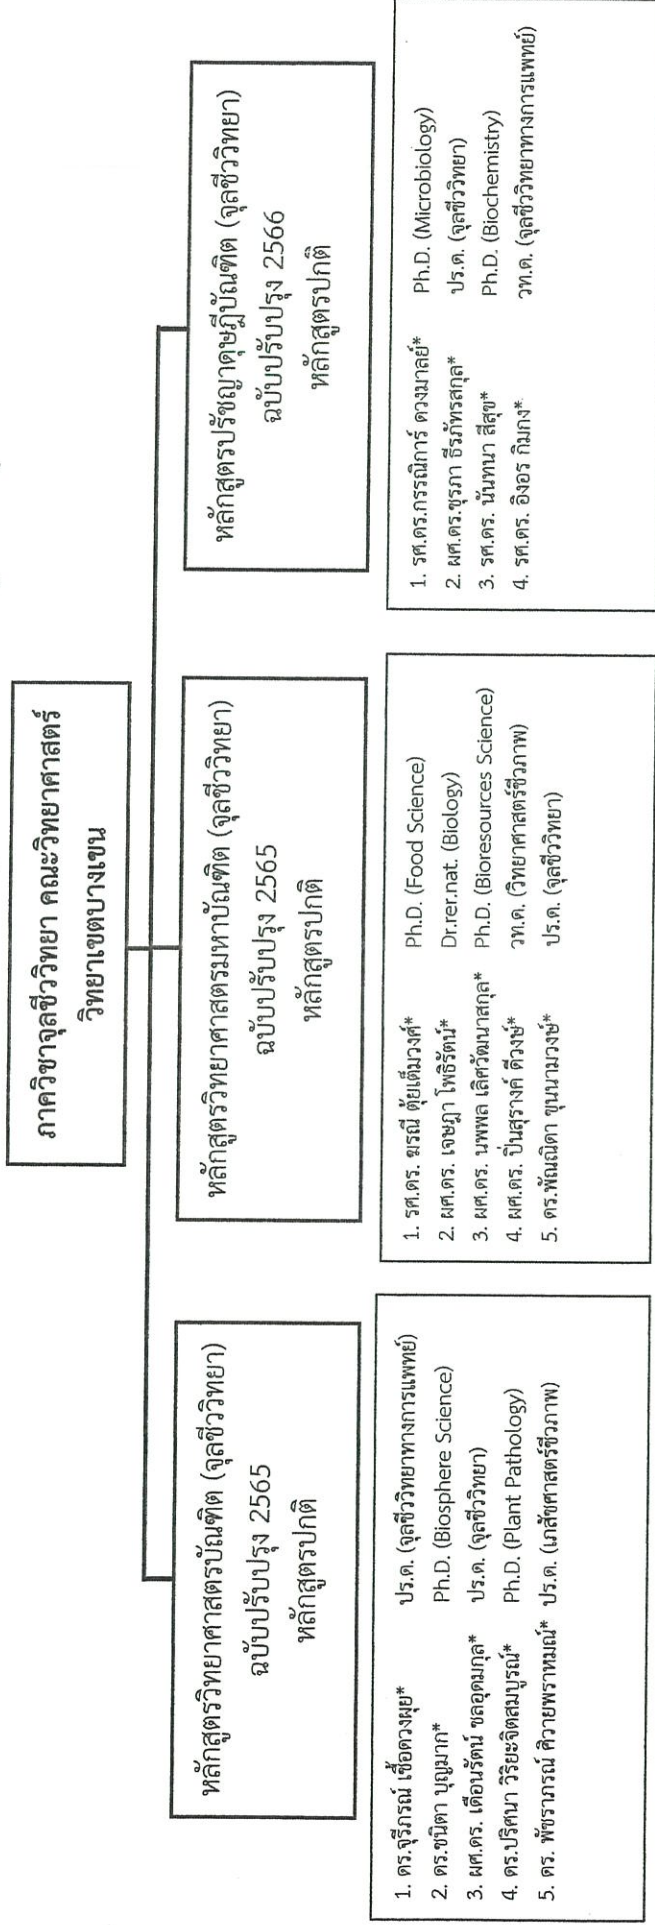 ภาควิชาจุลชีววิทยา คณะวิทยาศาสตร์
วิทยาเขตบางเขน
หลักสูตรวิทยาศาสตรบัณฑิต (จุลชีววิทยา)
ฉบับปรับปรุง 2565
หลักสูตรปกติ
1. ดร.จุรีภรณ์ เชื้อดวงผุย* ปร.ด. (จุลชีววิทยาทางการแพทย์)
2. ดร.ชนิตา บุญมาก* Ph.D. (Biosphere Science)
3. ผศ.ดร. เดือนรัตน์ ชลอุดมกุล* ปร.ด. (จุลชีววิทยา)
4. ดร.ปริศนา วิริยะจิตสมบูรณ์* Ph.D. (Plant Pathology)
5. ดร. พัชราภรณ์ ศิวายพราหมณ์* ปร.ด. (เภสัชศาสตร์ชีวภาพ)
หลักสูตรวิทยาศาสตรมหาบัณฑิต (จุลชีววิทยา)
ฉบับปรับปรุง 2565
หลักสูตรปกติ
1. รศ.ดร. ฆรณี ตุ้ยเต็มวงศ์* Ph.D. (Food Science)
2. ผศ.ดร. เจษฎา โพธิรัตน์* Dr.rer.nat. (Biology)
3. ผศ.ดร. นพพล เลิศวัฒนาสกุล* Ph.D. (Bioresources Science)
4. ผศ.ดร. ปิ่นสุรางค์ ดีวงษ์* วท.ด. (วิทยาศาสตร์ชีวภาพ)
5. ดร.พัณณิดา ขุนนามวงษ์* ปร.ด. (จุลชีววิทยา)
หลักสูตรปรัชญาดุษฎีบัณฑิต (จุลชีววิทยา)
ฉบับปรับปรุง 2566
หลักสูตรปกติ
1. รศ.ดร.กรรณิการ์ ดวงมาลย์* Ph.D. (Microbiology)
2. ผศ.ดร.ชุรภา ธีรภัทรสกุล* ปร.ด. (จุลชีววิทยา)
3. รศ.ดร. นันทนา สีสุข* Ph.D. (Biochemistry)
4. รศ.ดร. อิงอร กิมกง* วท.ด. (จุลชีววิทยาทางการแพทย์)